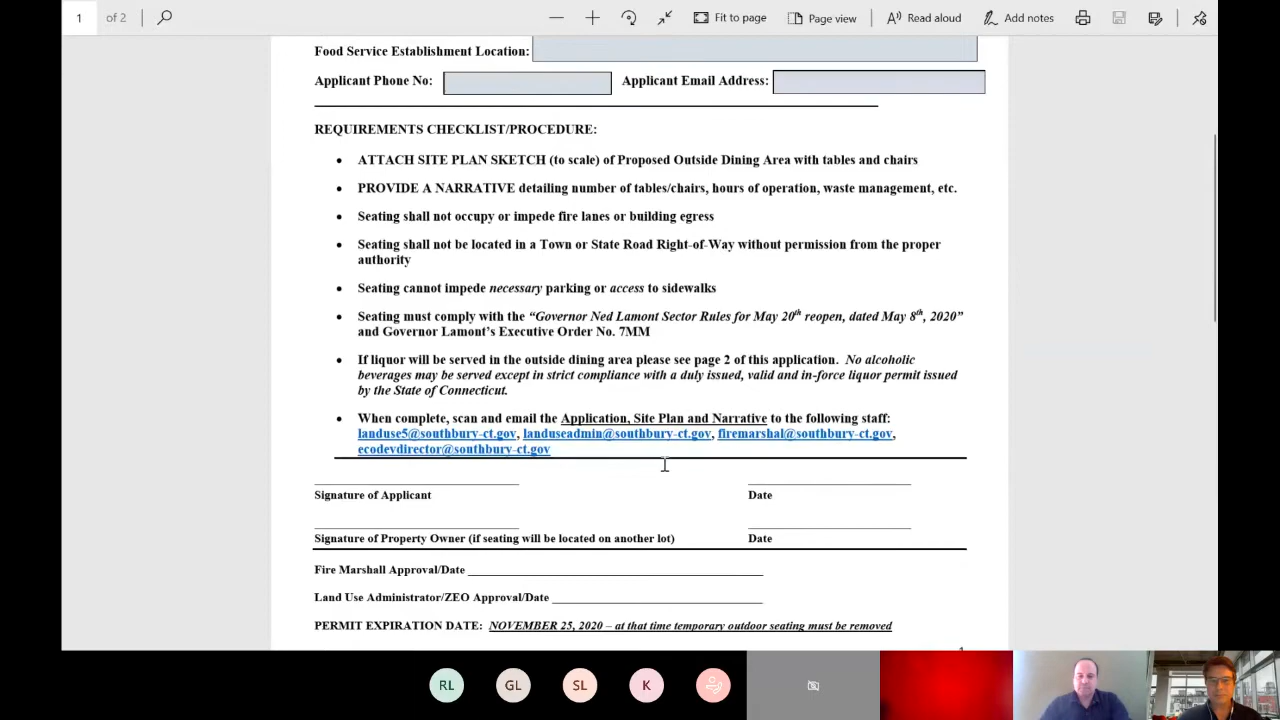 1 of 2 Fit to page Page view Read aloud Add notes
Food Service Establishment Location:
Applicant Phone No: Applicant Email Address:
REQUIREMENTS CHECKLIST/PROCEDURE:
• ATTACH SITE PLAN SKETCH (to scale) of Proposed Outside Dining Area with tables and chairs
• PROVIDE A NARRATIVE detailing number of tables/chairs, hours of operation, waste management, etc.
• Seating shall not occupy or impede fire lanes or building egress
• Seating shall not be located in a Town or State Road Right-of-Way without permission from the proper
authority
• Seating cannot impede necessary parking or access to sidewalks
• Seating must comply with the “Governor Ned Lamont Sector Rules for May 20th reopen, dated May 8th, 2020”
and Governor Lamont’s Executive Order No. 7MM
• If liquor will be served in the outside dining area please see page 2 of this application. No alcoholic
beverages may be served except in strict compliance with a duly issued, valid and in-force liquor permit issued
by the State of Connecticut.
• When complete, scan and email the Application, Site Plan and Narrative to the following staff:
landuse5@southbury-ct.gov, landuseadmin@southbury-ct.gov, firemarshal@southbury-ct.gov,
ecodevdirector@southbury-ct.gov
Signature of Applicant Date
Signature of Property Owner (if seating will be located on another lot) Date
Fire Marshall Approval/Date
Land Use Administrator/ZEO Approval/Date
PERMIT EXPIRATION DATE: NOVEMBER 25, 2020 – at that time temporary outdoor seating must be removed
RL GL SL K